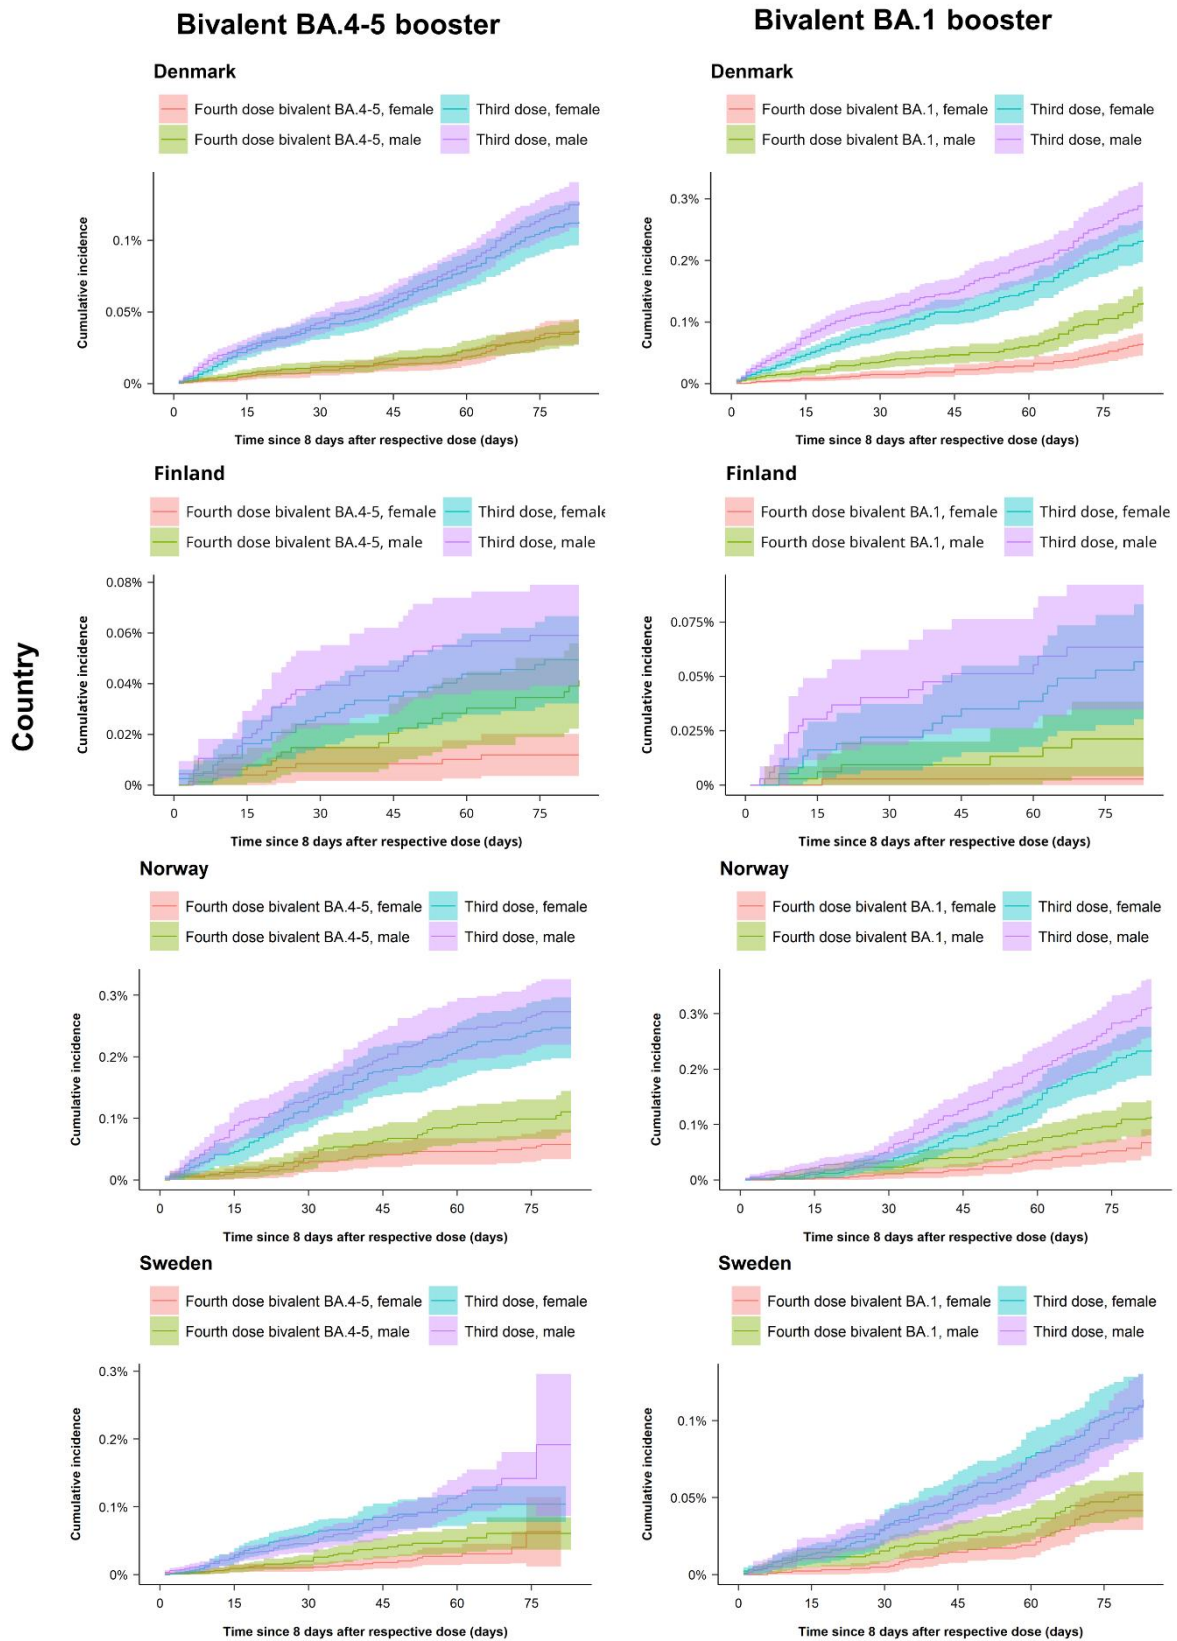 Bivalent BA.4-5 booster
Bivalent BA.1 booster
Country
Denmark
Fourth dose bivalent BA.4-5, female
Third dose, female
Fourth dose bivalent BA.4-5, male
Third dose, male
Cumulative incidence
0.1%
0.05%
0%
0 15 30 45 60 75
Time since 8 days after respective dose (days)
Denmark
Fourth dose bivalent BA.1, female
Third dose, female
Fourth dose bivalent BA.1, male
Third dose, male
Cumulative incidence
0.3%
0.2%
0.1%
0%
0 15 30 45 60 75
Time since 8 days after respective dose (days)
Finland
Fourth dose bivalent BA.4-5, female
Third dose, female
Fourth dose bivalent BA.4-5, male
Third dose, male
Cumulative incidence
0.08%
0.06%
0.04%
0.02%
0%
0 15 30 45 60 75
Time since 8 days after respective dose (days)
Finland
Fourth dose bivalent BA.1, female
Third dose, female
Fourth dose bivalent BA.1, male
Third dose, male
Cumulative incidence
0.075%
0.05%
0.025%
0%
0 15 30 45 60 75
Time since 8 days after respective dose (days)
Norway
Fourth dose bivalent BA.4-5, female
Third dose, female
Fourth dose bivalent BA.4-5, male
Third dose, male
Cumulative incidence
0.3%
0.2%
0.1%
0%
0 15 30 45 60 75
Time since 8 days after respective dose (days)
Norway
Fourth dose bivalent BA.1, female
Third dose, female
Fourth dose bivalent BA.1, male
Third dose, male
Cumulative incidence
0.3%
0.2%
0.1%
0%
0 15 30 45 60 75
Time since 8 days after respective dose (days)
Sweden
Fourth dose bivalent BA.4-5, female
Third dose, female
Fourth dose bivalent BA.4-5, male
Third dose, male
Cumulative incidence
0.3%
0.2%
0.1%
0%
0 15 30 45 60 75
Time since 8 days after respective dose (days)
Sweden
Fourth dose bivalent BA.1, female
Third dose, female
Fourth dose bivalent BA.1, male
Third dose, male
Cumulative incidence
0.1%
0.05%
0%
0 15 30 45 60 75
Time since 8 days after respective dose (days)